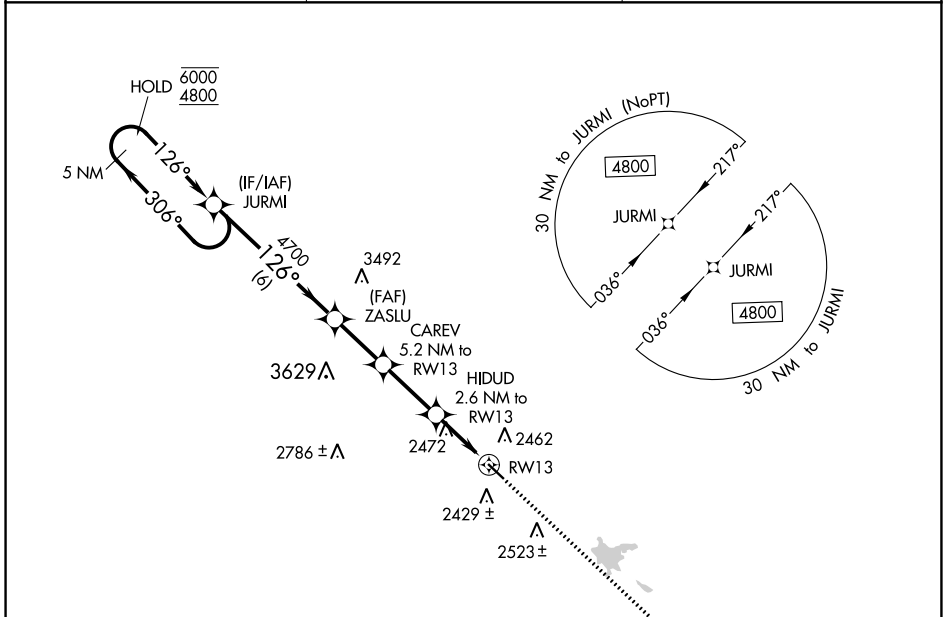 HOLD 6000
4800
5 NM
126°
306°
(IF/IAF)
JURMI
4700
126°
(6)
3492
(FAF)
ZASLU
CAREV
5.2 NM to
RW13
3629
HIDUD
2.6 NM to
RW13
2472
2462
2786 ±
RW13
2429 ±
2523 ±
30 NM to JURMI (NoPT)
4800
217°
JURMI
036°
217°
JURMI
036°
4800
30 NM to JURMI